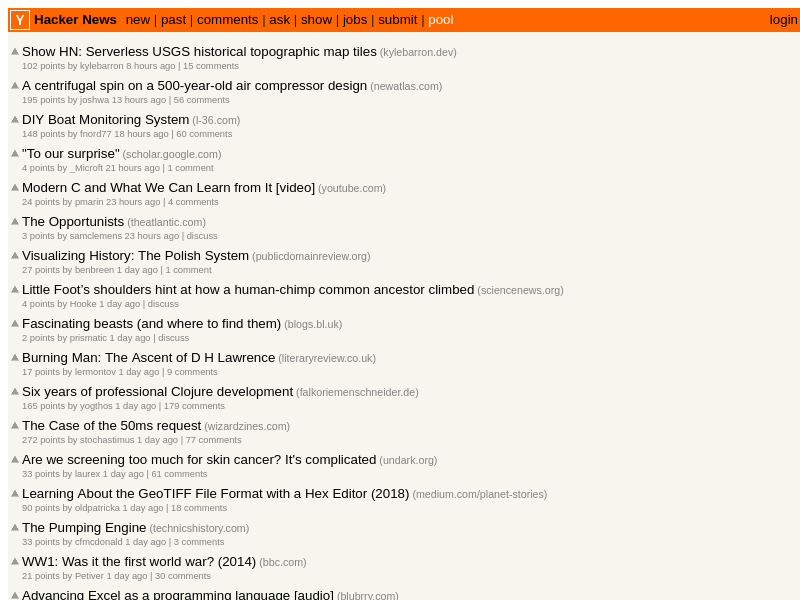 Y Hacker News new | past | comments | ask | show | jobs | submit | pool login
Show HN: Serverless USGS historical topographic map tiles (kylebarron.dev)
102 points by kylebarron 8 hours ago | 15 comments
A centrifugal spin on a 500-year-old air compressor design (newatlas.com)
195 points by joshwa 13 hours ago | 56 comments
DIY Boat Monitoring System (l-36.com)
148 points by fnord77 18 hours ago | 60 comments
"To our surprise" (scholar.google.com)
4 points by _Microft 21 hours ago | 1 comment
Modern C and What We Can Learn from It [video] (youtube.com)
24 points by pmarin 23 hours ago | 4 comments
The Opportunists (theatlantic.com)
3 points by samclemens 23 hours ago | discuss
Visualizing History: The Polish System (publicdomainreview.org)
27 points by benbreen 1 day ago | 1 comment
Little Foot’s shoulders hint at how a human-chimp common ancestor climbed (sciencenews.org)
4 points by Hooke 1 day ago | discuss
Fascinating beasts (and where to find them) (blogs.bl.uk)
2 points by prismatic 1 day ago | discuss
Burning Man: The Ascent of D H Lawrence (literaryreview.co.uk)
17 points by lermontov 1 day ago | 9 comments
Six years of professional Clojure development (falkoriemenschneider.de)
165 points by yogthos 1 day ago | 179 comments
The Case of the 50ms request (wizardzines.com)
272 points by stochastimus 1 day ago | 77 comments
Are we screening too much for skin cancer? It's complicated (undark.org)
33 points by laurex 1 day ago | 61 comments
Learning About the GeoTIFF File Format with a Hex Editor (2018) (medium.com/planet-stories)
90 points by oldpatricka 1 day ago | 18 comments
The Pumping Engine (technicshistory.com)
33 points by cfmcdonald 1 day ago | 3 comments
WW1: Was it the first world war? (2014) (bbc.com)
21 points by Petiver 1 day ago | 30 comments
Advancing Excel as a programming language [audio] (blubrry.com)